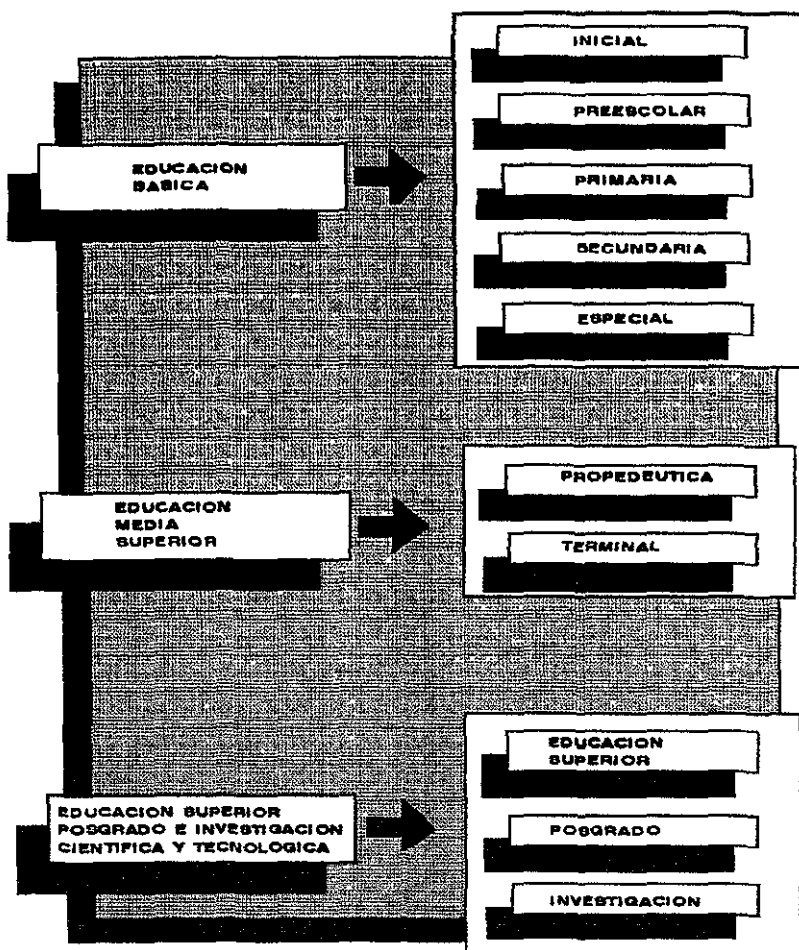 EDUCACION
BASICA
INICIAL
PREESCOLAR
PRIMARIA
SECUNDARIA
ESPECIAL
EDUCACION
MEDIA
SUPERIOR
PROPEDEUTICA
TERMINAL
EDUCACION SUPERIOR
POSGRADO E INVESTIGACION
CIENTIFICA Y TECNOLOGICA
EDUCACION
SUPERIOR
POSGRADO
INVESTIGACION